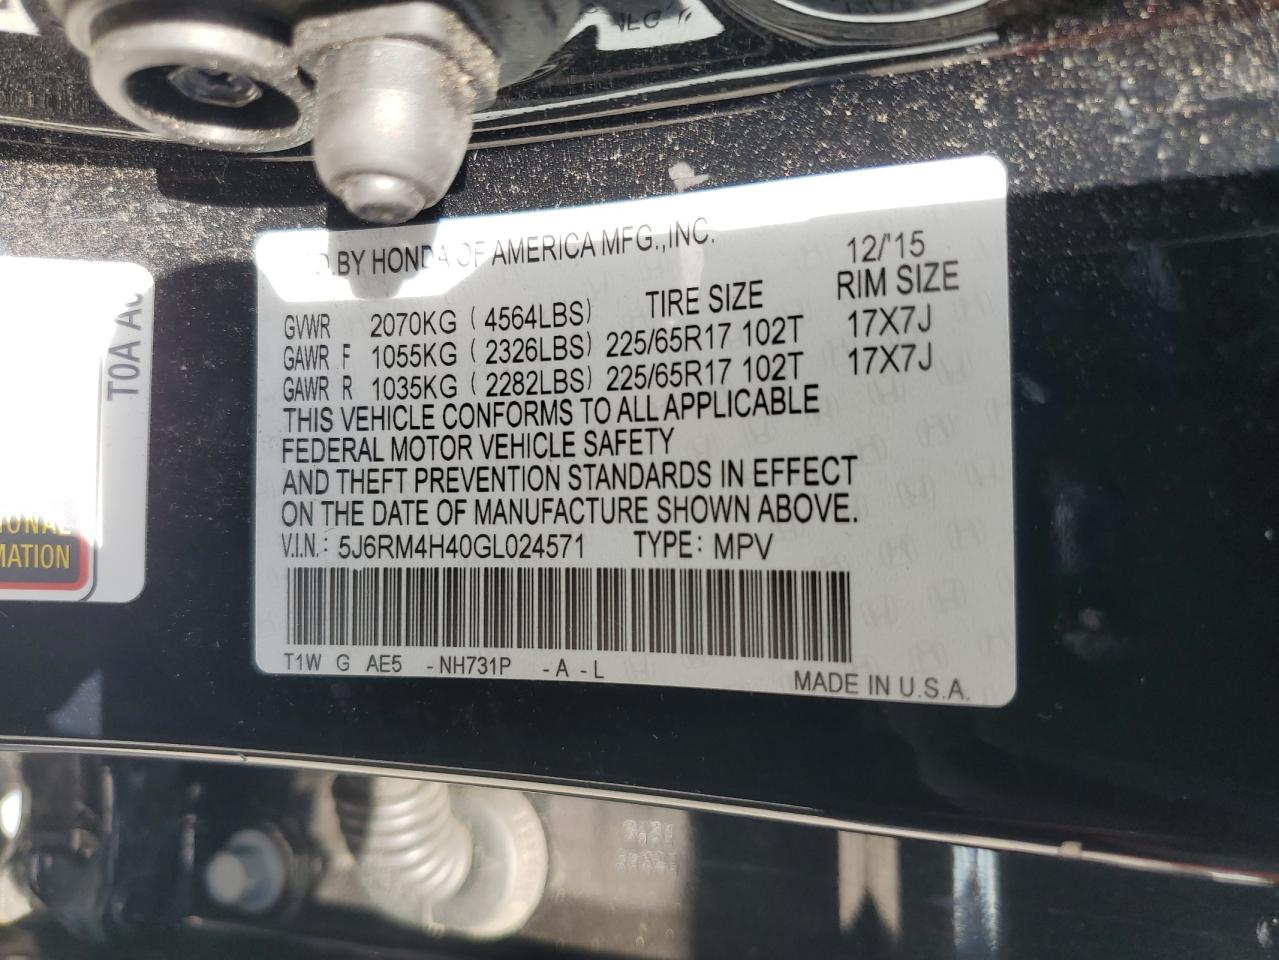 BY HONDA OF AMERICA MFG.,INC. 12/'15
GVWR 2070KG ( 4564LBS) TIRE SIZE RIM SIZE
GAWR F 1055KG ( 2326LBS) 225/65R17 102T 17X7J
GAWR R 1035KG ( 2282LBS) 225/65R17 102T 17X7J
THIS VEHICLE CONFORMS TO ALL APPLICABLE
FEDERAL MOTOR VEHICLE SAFETY
AND THEFT PREVENTION STANDARDS IN EFFECT
ON THE DATE OF MANUFACTURE SHOWN ABOVE.
V.I.N.: 5J6RM4H40GL024571 TYPE: MPV
T1W G AE5 -NH731P -A -L
MADE IN U.S.A.
T0A